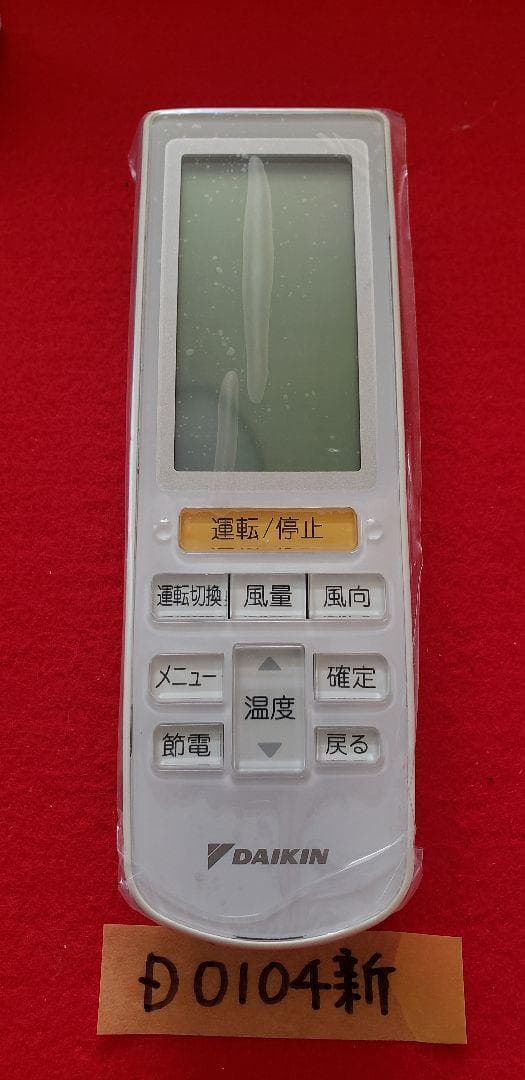 運転/停止
運転切換 風量 風向
メニュー 温度 確定
節電 戻る
DAIKIN
D0104新